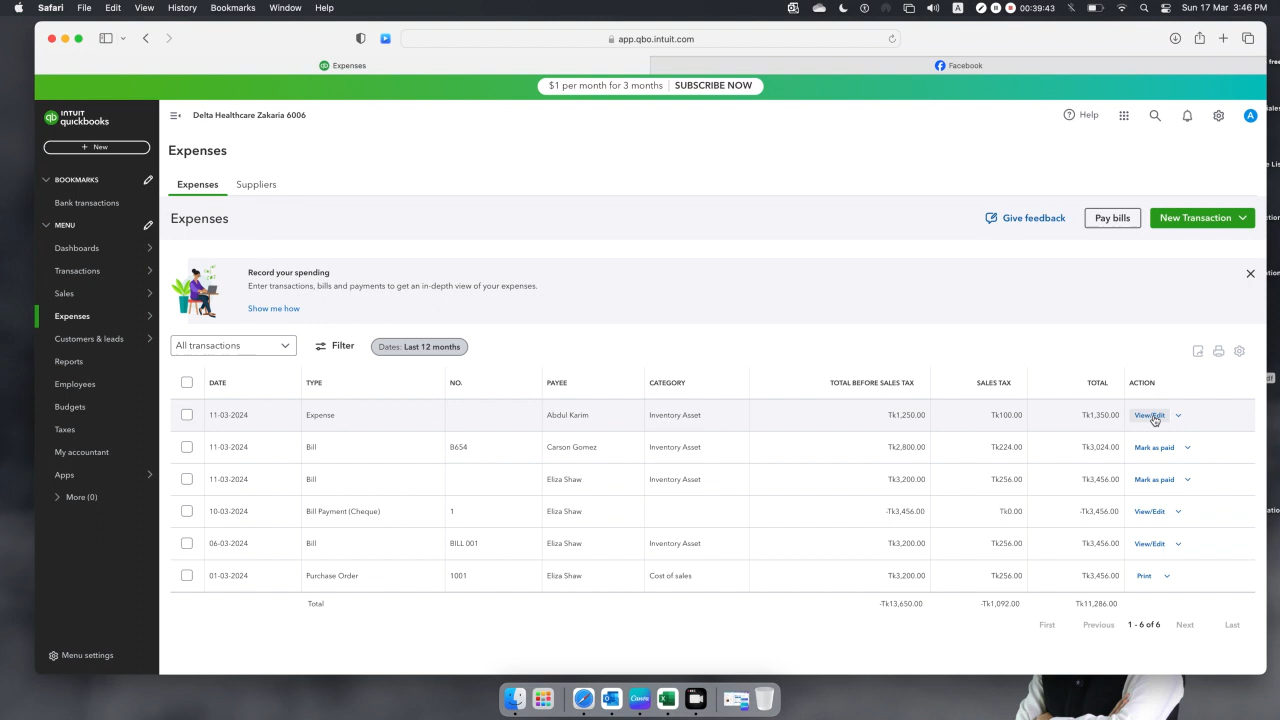 Safari File Edit View History Bookmarks Window Help
00:39:43 A Sun 17 Mar 3:46 PM
app.qbo.intuit.com
Expenses
Facebook
$1 per month for 3 months SUBSCRIBE NOW
INTUIT
quickbooks
Delta Healthcare Zakaria 6006
Help
A
+ New
Expenses
BOOKMARKS
Bank transactions
MENU
Dashboards
Transactions
Sales
Expenses
Customers & leads
Reports
Employees
Budgets
Taxes
My accountant
Apps
More (0)
Menu settings
Expenses Suppliers
Expenses
Give feedback Pay bills New Transaction
Record your spending
Enter transactions, bills and payments to get an in-depth view of your expenses.
Show me how
All transactions Filter Dates: Last 12 months
DATE TYPE NO. PAYEE CATEGORY TOTAL BEFORE SALES TAX SALES TAX TOTAL ACTION
11-03-2024 Expense Abdul Karim Inventory Asset Tk1,250.00 Tk100.00 Tk1,350.00 View/Edit
11-03-2024 Bill B654 Carson Gomez Inventory Asset Tk2,800.00 Tk224.00 Tk3,024.00 Mark as paid
11-03-2024 Bill Eliza Shaw Inventory Asset Tk3,200.00 Tk256.00 Tk3,456.00 Mark as paid
10-03-2024 Bill Payment (Cheque) 1 Eliza Shaw -Tk3,456.00 Tk0.00 -Tk3,456.00 View/Edit
06-03-2024 Bill BILL 001 Eliza Shaw Inventory Asset Tk3,200.00 Tk256.00 Tk3,456.00 View/Edit
01-03-2024 Purchase Order 1001 Eliza Shaw Cost of sales Tk3,200.00 Tk256.00 Tk3,456.00 Print
Total -Tk13,650.00 -Tk1,092.00 Tk11,286.00
First Previous 1 - 6 of 6 Next Last
Canva